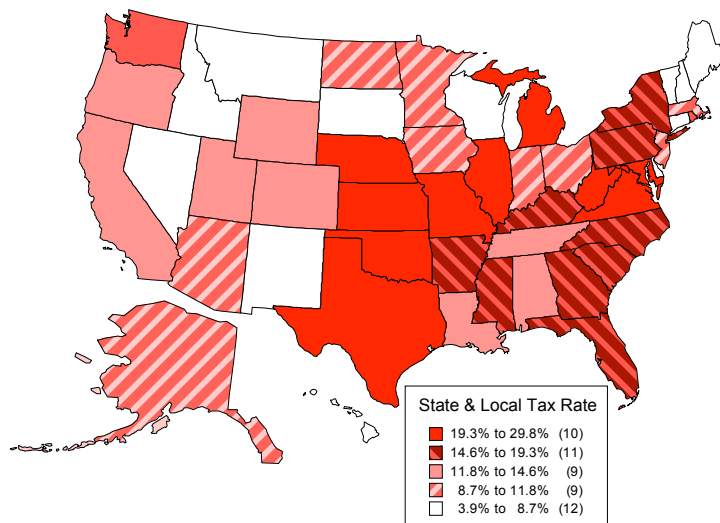 State & Local Tax Rate
19.3% to 29.8% (10)
14.6% to 19.3% (11)
11.8% to 14.6% (9)
8.7% to 11.8% (9)
3.9% to 8.7% (12)